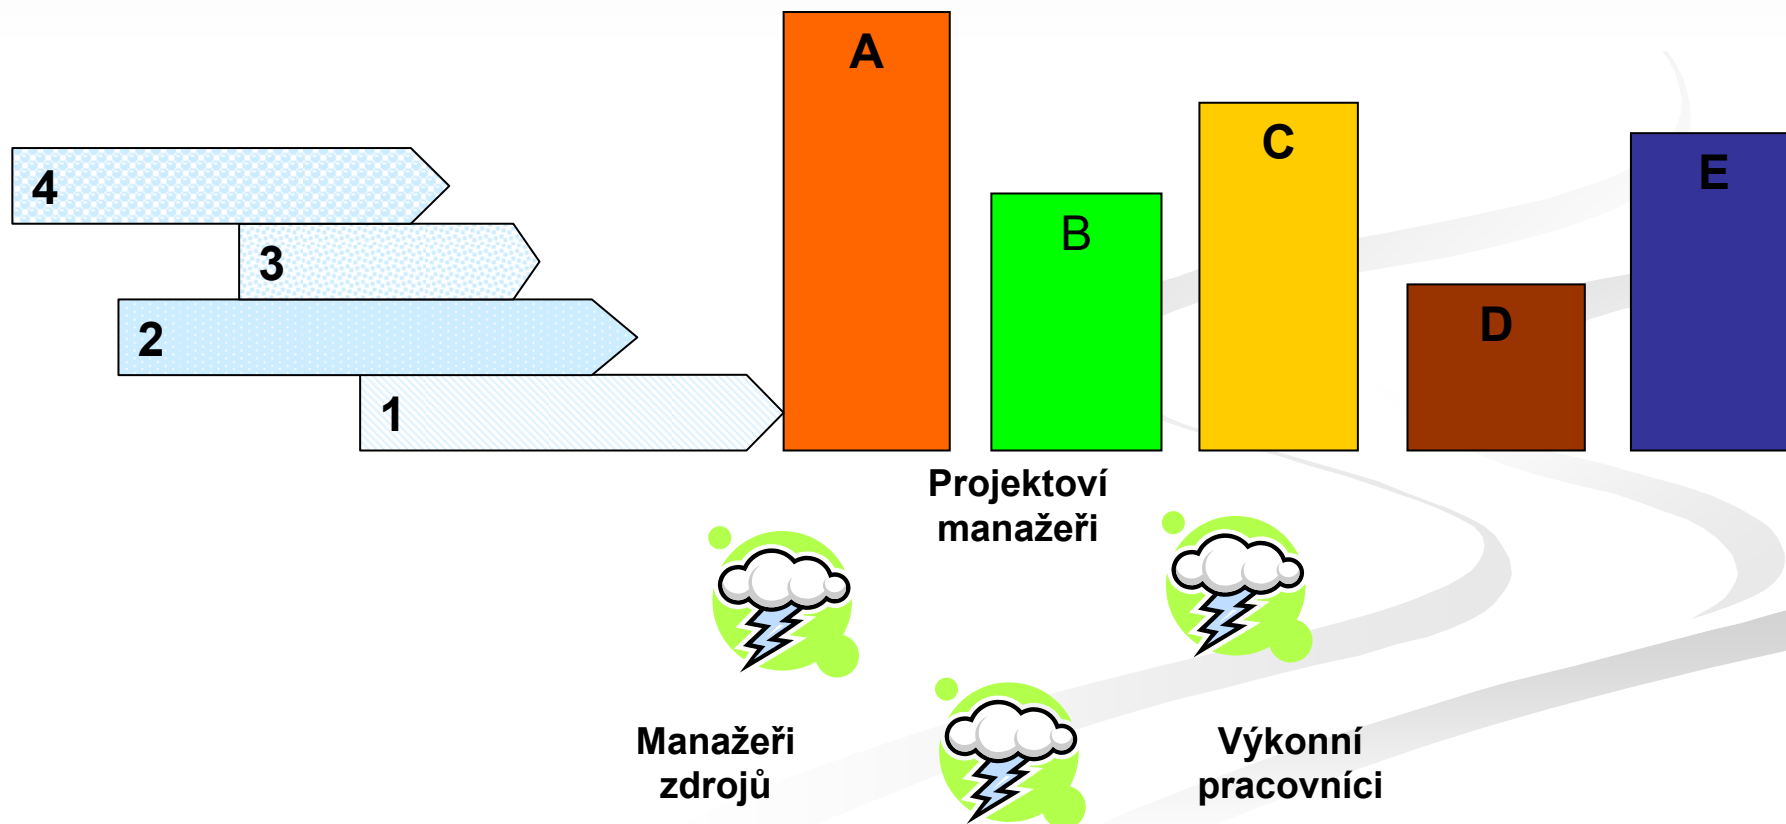 A
C
E
4
B
3
D
2
1
Projektoví
manažeři
Manažeři
zdrojů
Výkonní
pracovníci